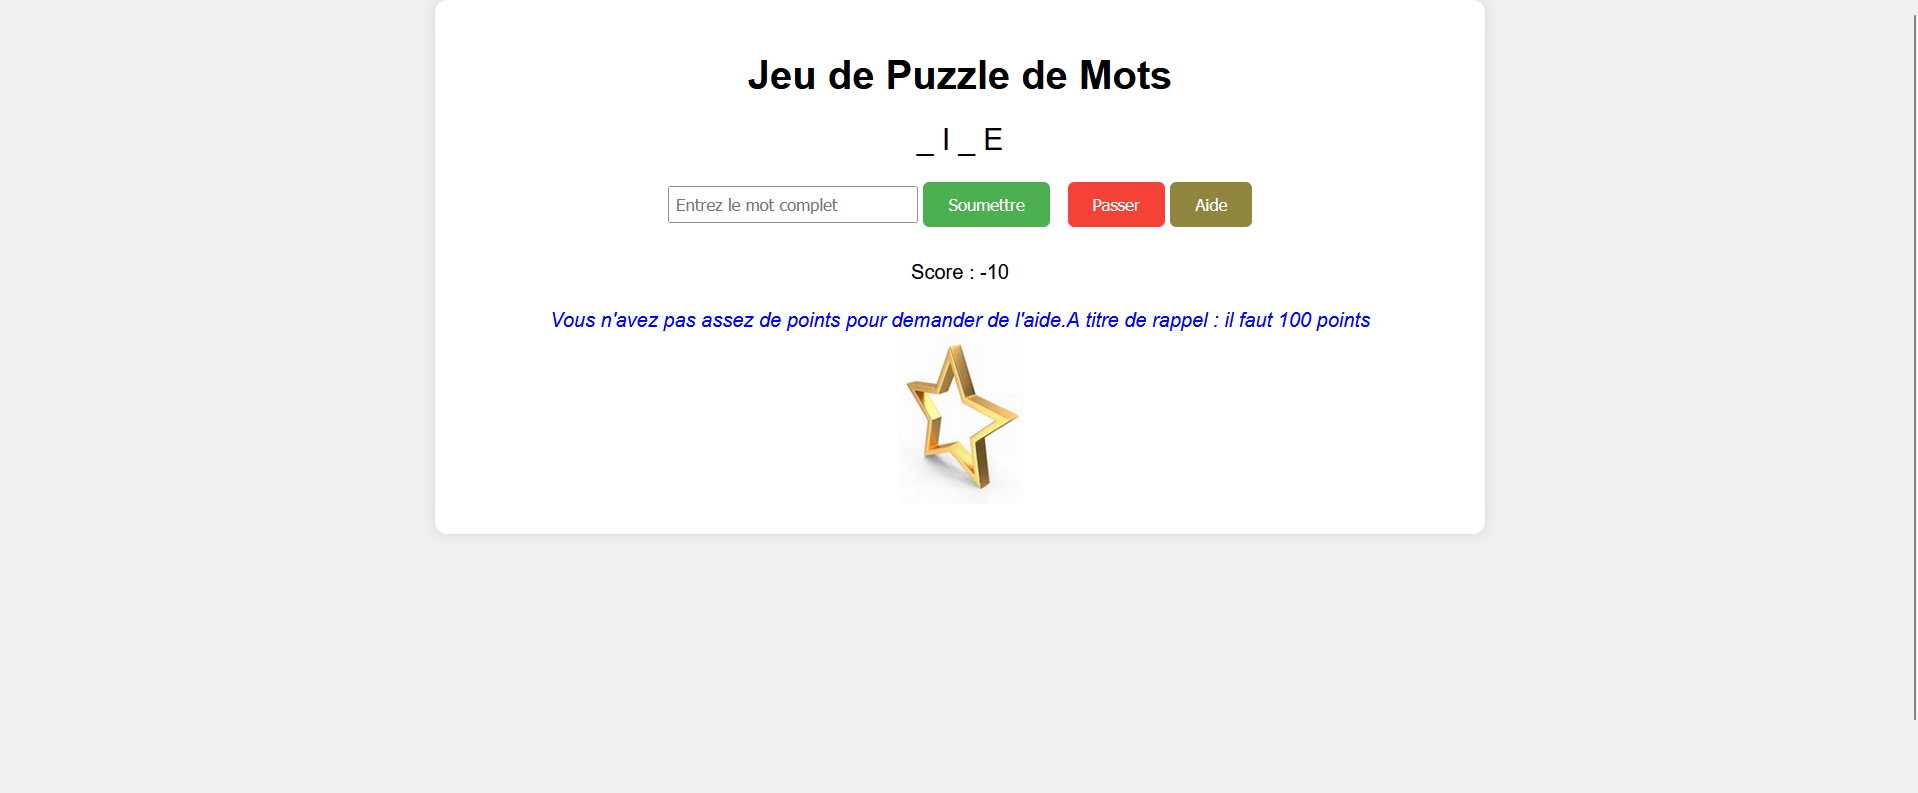 Jeu de Puzzle de Mots
_ I _ E
Entrez le mot complet Soumettre Passer Aide
Score : -10
Vous n'avez pas assez de points pour demander de l'aide.A titre de rappel : il faut 100 points